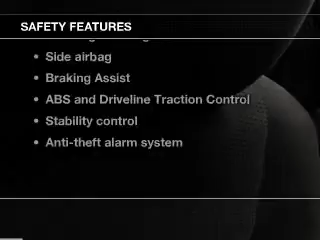 SAFETY FEATURES
• Side airbag
• Braking Assist
• ABS and Driveline Traction Control
• Stability control
• Anti-theft alarm system